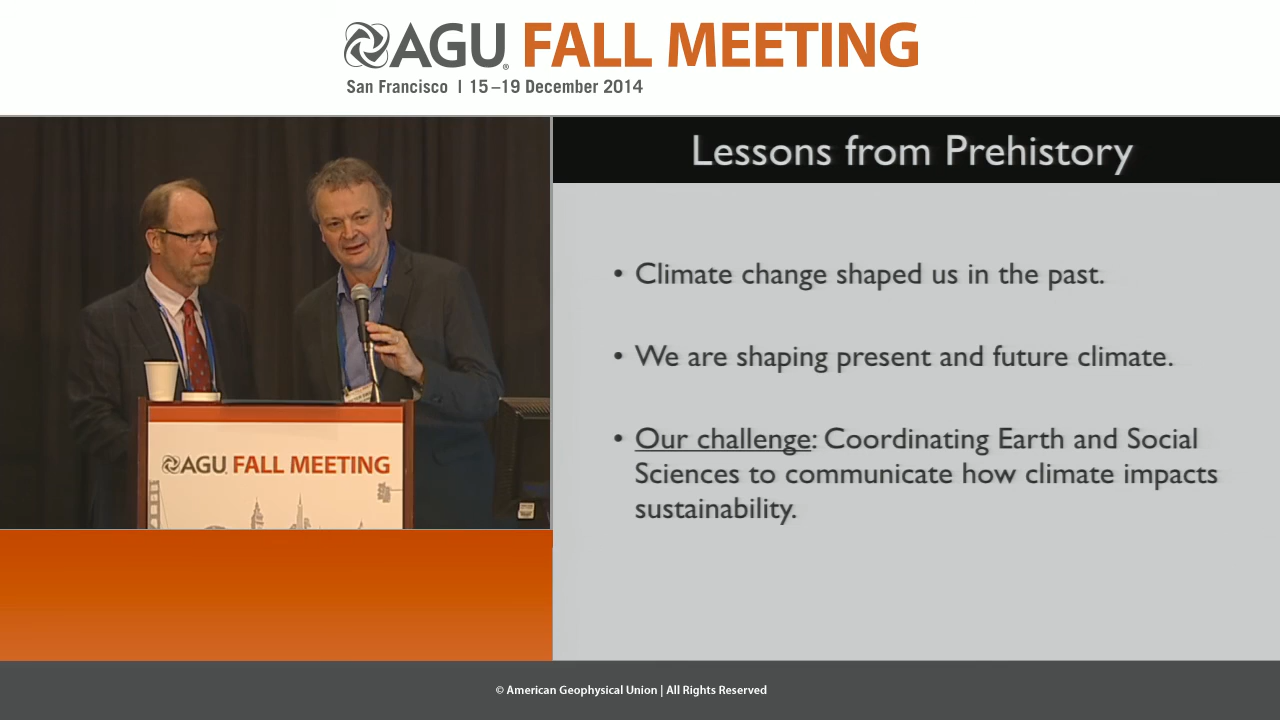 AGU FALL MEETING
San Francisco | 15–19 December 2014
Lessons from Prehistory
• Climate change shaped us in the past.
• We are shaping present and future climate.
• Our challenge: Coordinating Earth and Social
Sciences to communicate how climate impacts
sustainability.
AGU FALL MEETING
© American Geophysical Union | All Rights Reserved